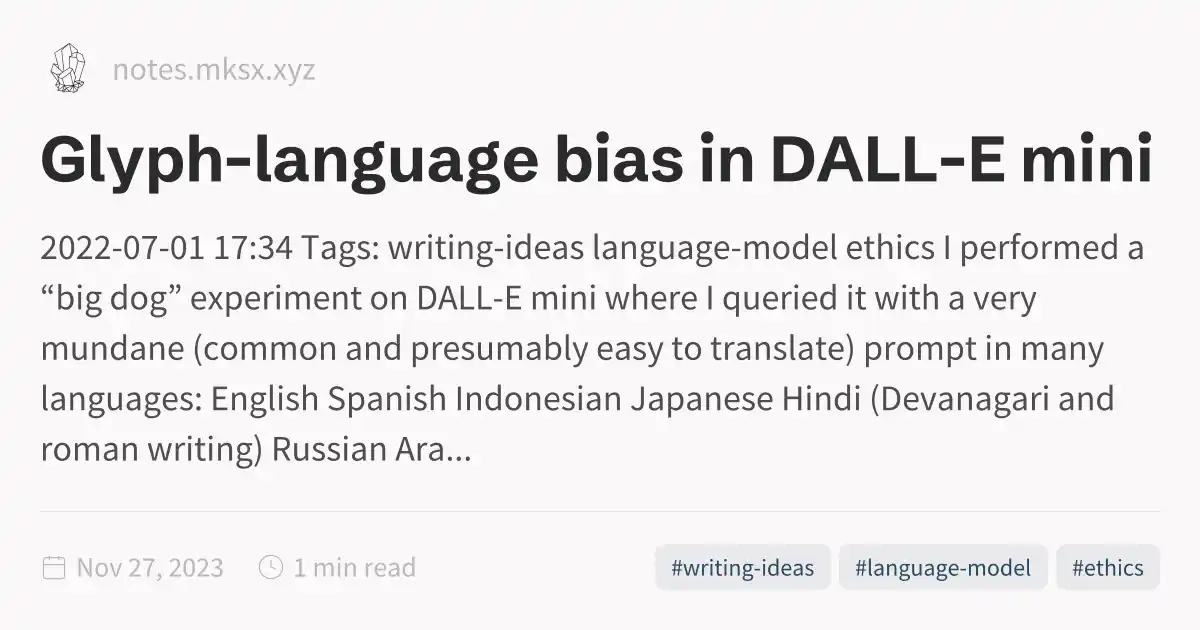 notes.mksx.xyz
Glyph-language bias in DALL-E mini
2022-07-01 17:34 Tags: writing-ideas language-model ethics I performed a
“big dog” experiment on DALL-E mini where I queried it with a very
mundane (common and presumably easy to translate) prompt in many
languages: English Spanish Indonesian Japanese Hindi (Devanagari and
roman writing) Russian Ara...
Nov 27, 2023 1 min read #writing-ideas #language-model #ethics